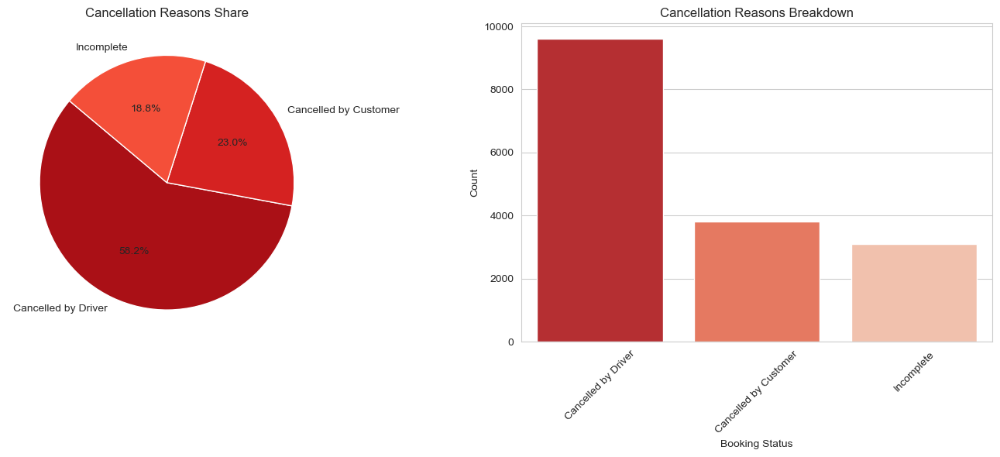 Cancellation Reasons Share
Incomplete
Cancelled by Customer
18.8%
23.0%
58.2%
Cancelled by Driver
Cancellation Reasons Breakdown
10000
8000
6000
4000
2000
0
Count
Cancelled by Driver
Cancelled by Customer
Incomplete
Booking Status